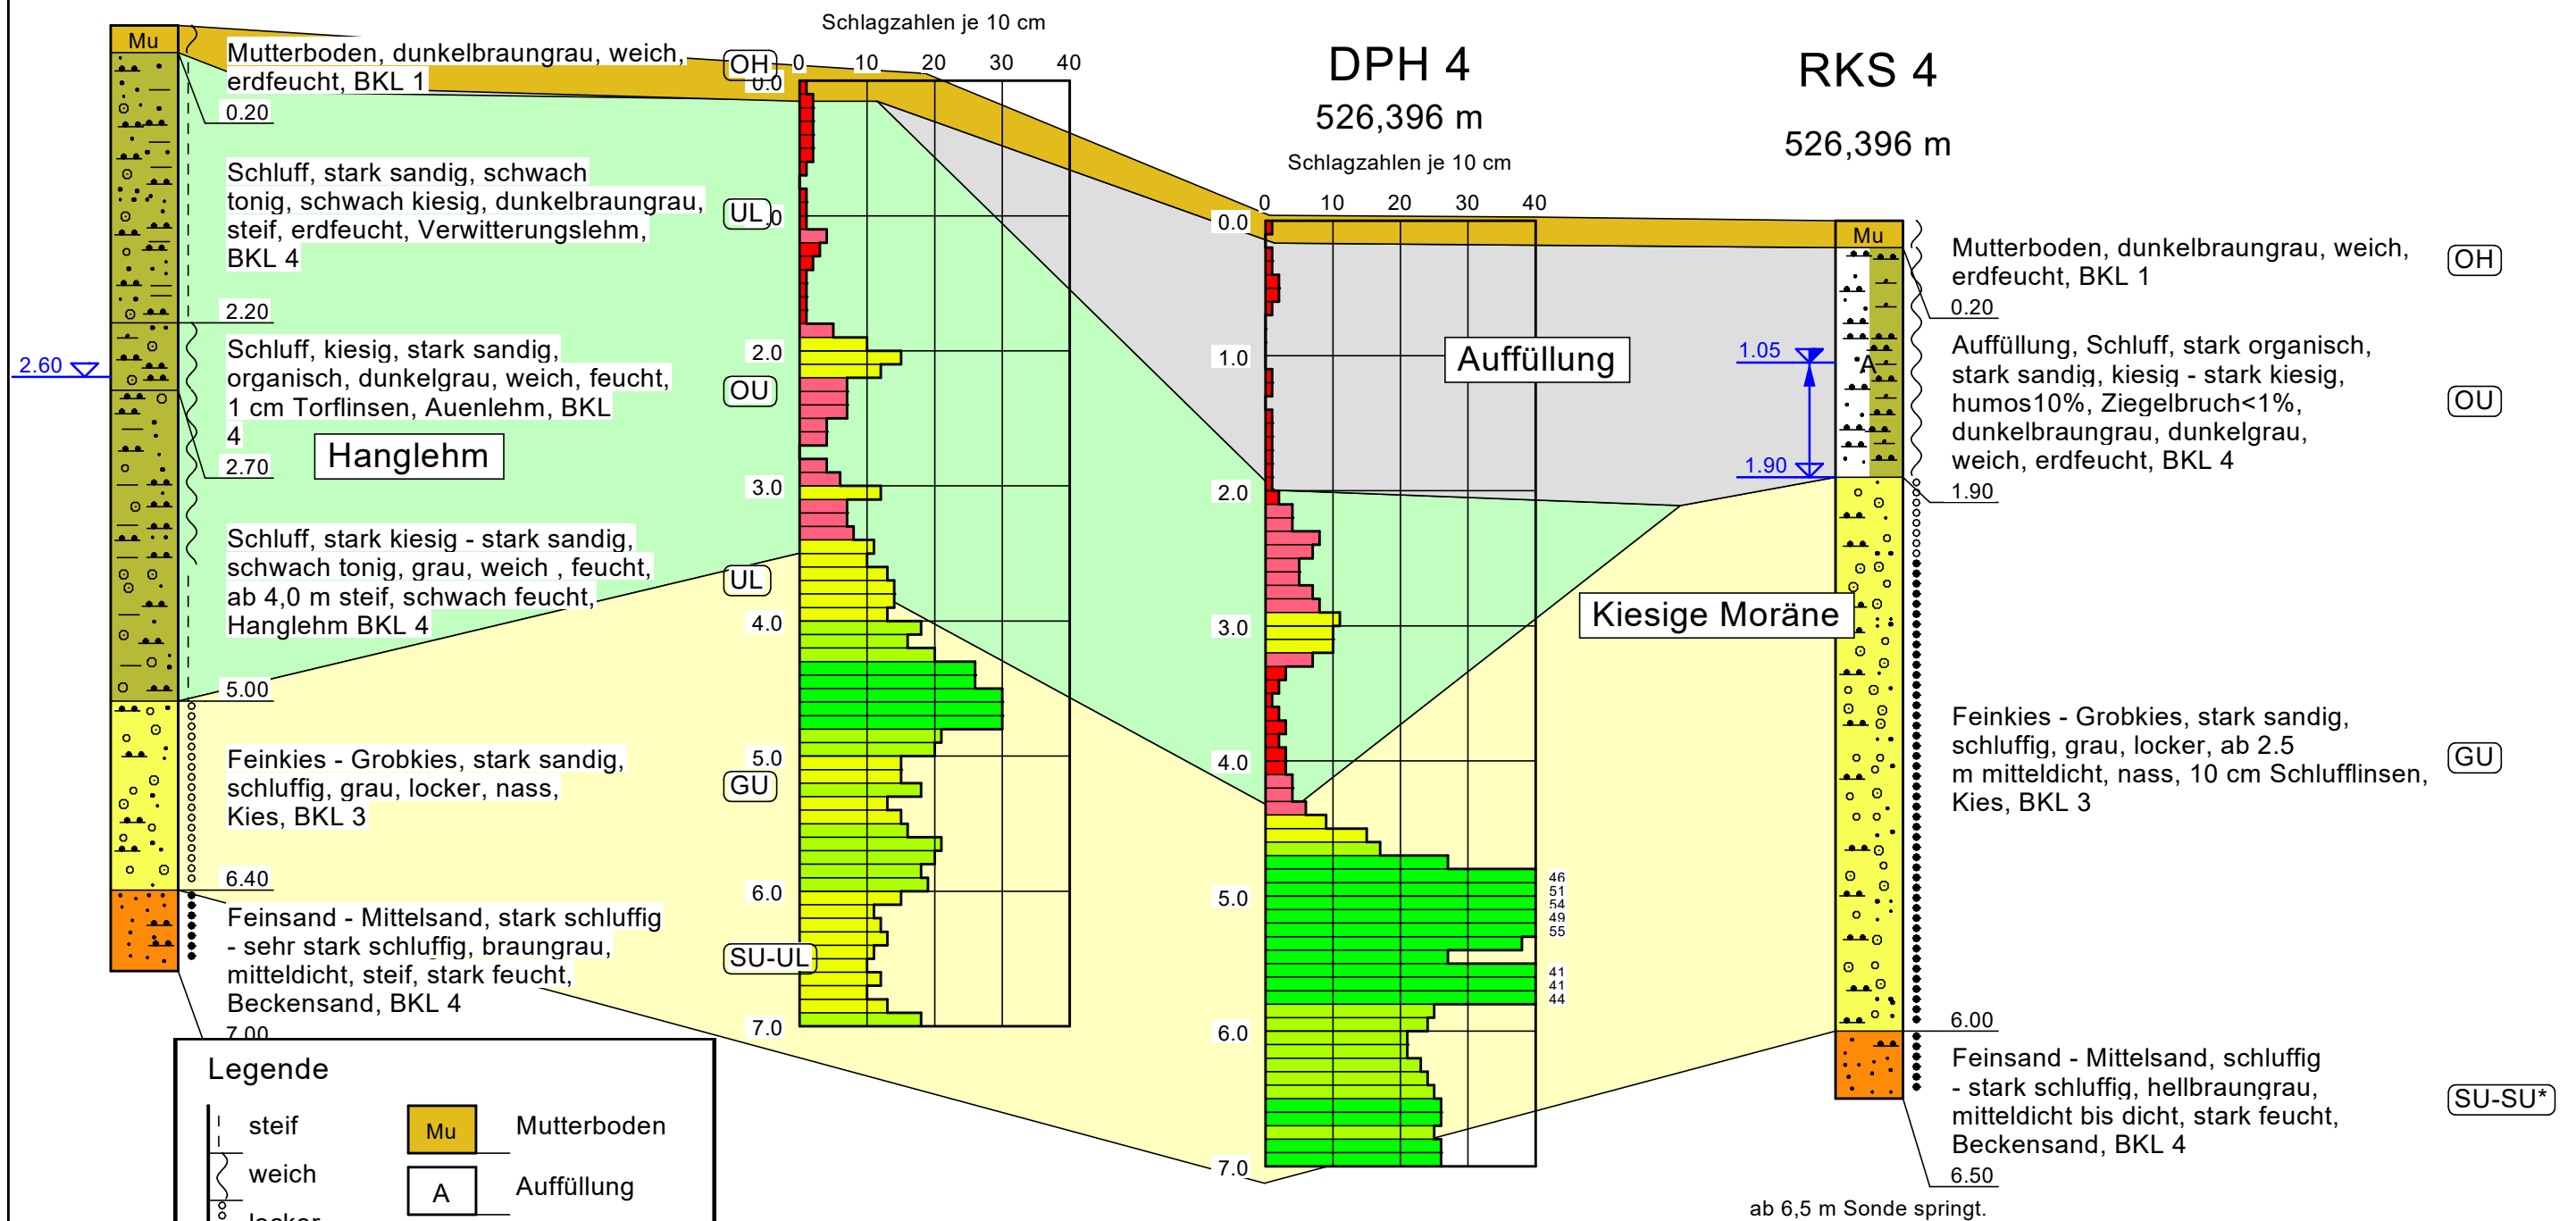 Mu
Mutterboden, dunkelbraungrau, weich,
erdfeucht, BKL 1
0.20
OH
Schluff, stark sandig, schwach
tonig, schwach kiesig, dunkelbraungrau,
steif, erdfeucht, Verwitterungslehm,
BKL 4
2.20
UL
2.60
Schluff, kiesig, stark sandig,
organisch, dunkelgrau, weich, feucht,
1 cm Torflinsen, Auenlehm, BKL
4
2.70
OU
Hanglehm
Schluff, stark kiesig - stark sandig,
schwach tonig, grau, weich , feucht,
ab 4,0 m steif, schwach feucht,
Hanglehm BKL 4
5.00
UL
Feinkies - Grobkies, stark sandig,
schluffig, grau, locker, nass,
Kies, BKL 3
6.40
GU
Feinsand - Mittelsand, stark schluffig
- sehr stark schluffig, braungrau,
mitteldicht, steif, stark feucht,
Beckensand, BKL 4
7.00
SU-UL
Schlagzahlen je 10 cm
0 10 20 30 40
0.0
.0
2.0
3.0
4.0
5.0
6.0
7.0
DPH 4
526,396 m
Schlagzahlen je 10 cm
0 10 20 30 40
0.0
1.0
2.0
3.0
4.0
5.0
6.0
7.0
46
51
54
49
55
41
41
44
Auffüllung
Kiesige Moräne
RKS 4
526,396 m
Mu
A
1.05
1.90
Mutterboden, dunkelbraungrau, weich,
erdfeucht, BKL 1
0.20
OH
Auffüllung, Schluff, stark organisch,
stark sandig, kiesig - stark kiesig,
humos10%, Ziegelbruch<1%,
dunkelbraungrau, dunkelgrau,
weich, erdfeucht, BKL 4
1.90
OU
Feinkies - Grobkies, stark sandig,
schluffig, grau, locker, ab 2.5
m mitteldicht, nass, 10 cm Schlufflinsen,
Kies, BKL 3
6.00
GU
Feinsand - Mittelsand, schluffig
- stark schluffig, hellbraungrau,
mitteldicht bis dicht, stark feucht,
Beckensand, BKL 4
6.50
SU-SU*
ab 6,5 m Sonde springt.
Legende
steif
weich
locker
Mu Mutterboden
A Auffüllung